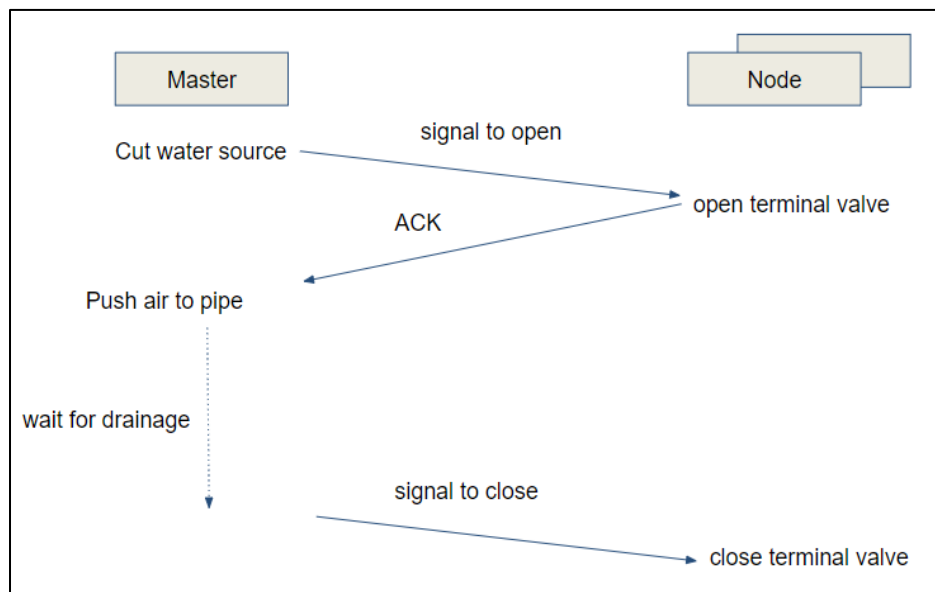 Master
Node
signal to open
Cut water source
open terminal valve
ACK
Push air to pipe
wait for drainage
signal to close
close terminal valve